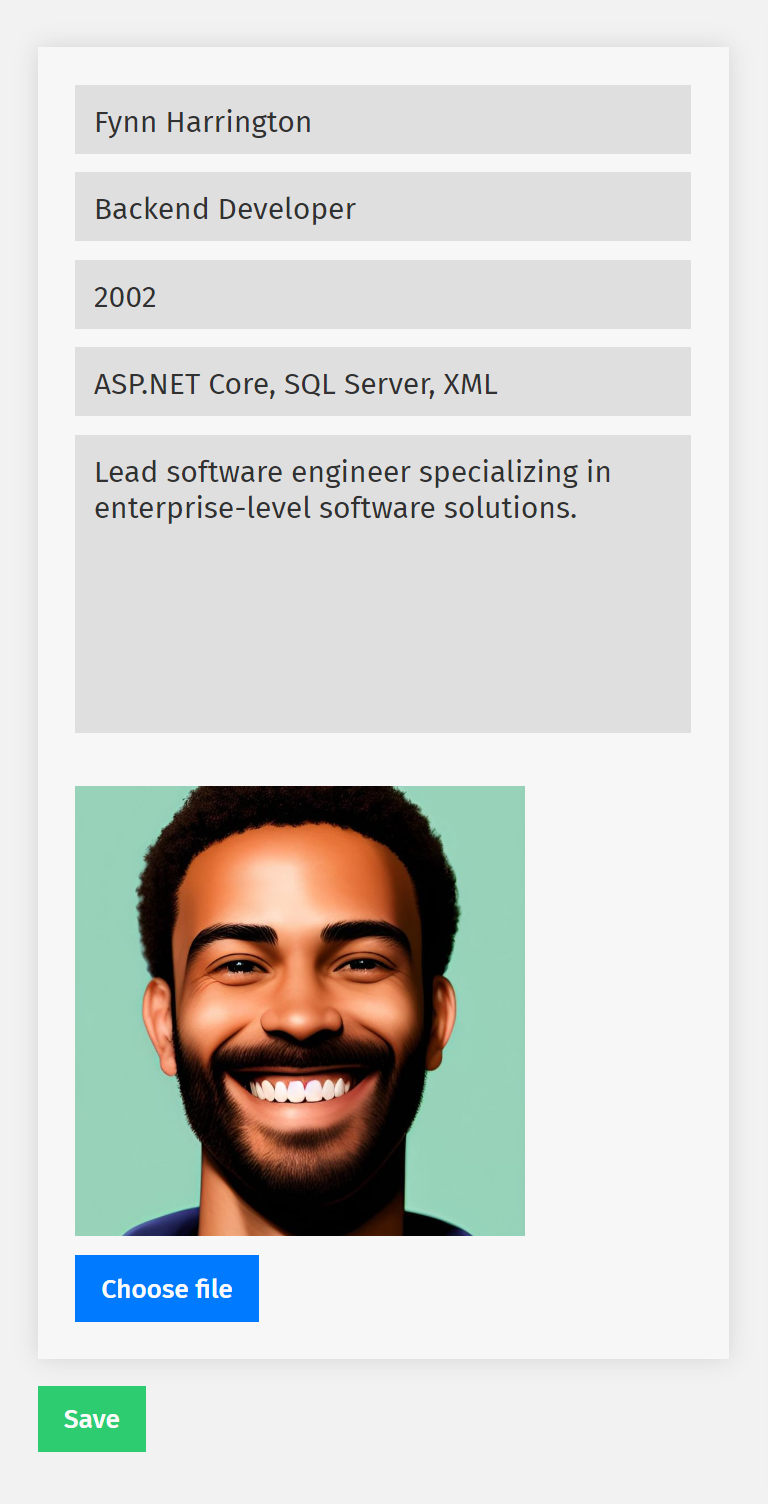 Fynn Harrington
Backend Developer
2002
ASP.NET Core, SQL Server, XML
Lead software engineer specializing in
enterprise-level software solutions.
Choose file
Save